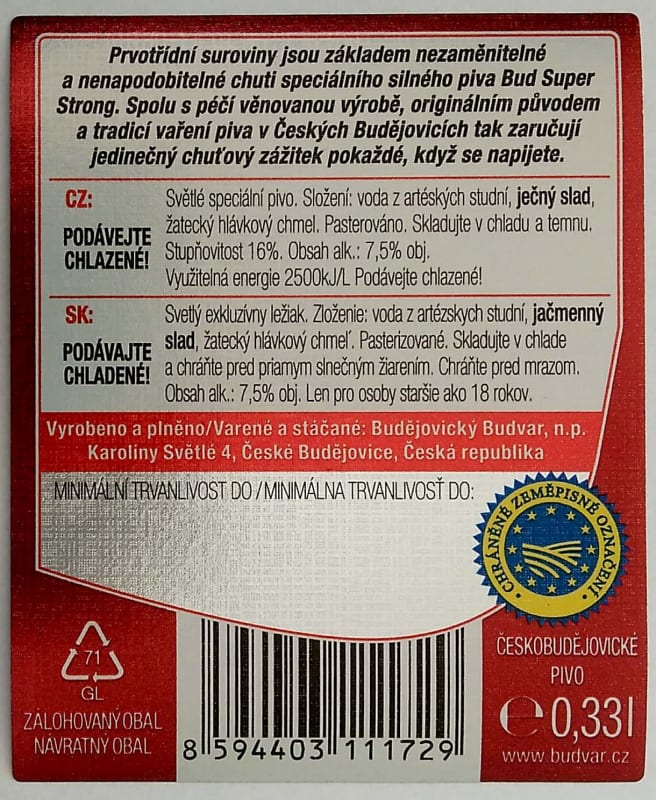 Prvotřídní suroviny jsou základem nezaměnitelné
a nenapodobitelné chuti speciálního silného piva Bud Super
Strong. Spolu s péčí věnovanou výrobě, originálním původem
a tradicí vaření piva v Českých Budějovicích tak zaručují
jedinečný chuťový zážitek pokaždé, když se napijete.
CZ:
PODÁVEJTE
CHLAZENÉ!
Světlé speciální pivo. Složení: voda z artéských studní, ječný slad,
žatecký hlávkový chmel. Pasterováno. Skladujte v chladu a temnu.
Stupňovitost 16%. Obsah alk.: 7,5% obj.
Využitelná energie 2500kJ/L Podávejte chlazené!
SK:
PODÁVAJTE
CHLADENÉ!
Svetlý exkluzívny ležiak. Zloženie: voda z artézskych studní, jačmenný
slad, žatecký hlávkový chmeľ. Pasterizované. Skladujte v chlade
a chráňte pred priamym slnečným žiarením. Chráňte pred mrazom.
Obsah alk.: 7,5% obj. Len pro osoby staršie ako 18 rokov.
Vyrobeno a plněno/Varené a stáčané: Budějovický Budvar, n.p.
Karolíny Světlé 4, České Budějovice, Česká republika
MINIMÁLNÍ TRVANLIVOST DO / MINIMÁLNA TRVANLIVOSŤ DO:
CHRÁNĚNÉ ZEMĚPISNÉ OZNAČENÍ
71
GL
ZÁLOHOVANÝ OBAL
NÁVRATNÝ OBAL
8 594403 111729
ČESKOBUDĚJOVICKÉ
PIVO
℮ 0,33l
www.budvar.cz